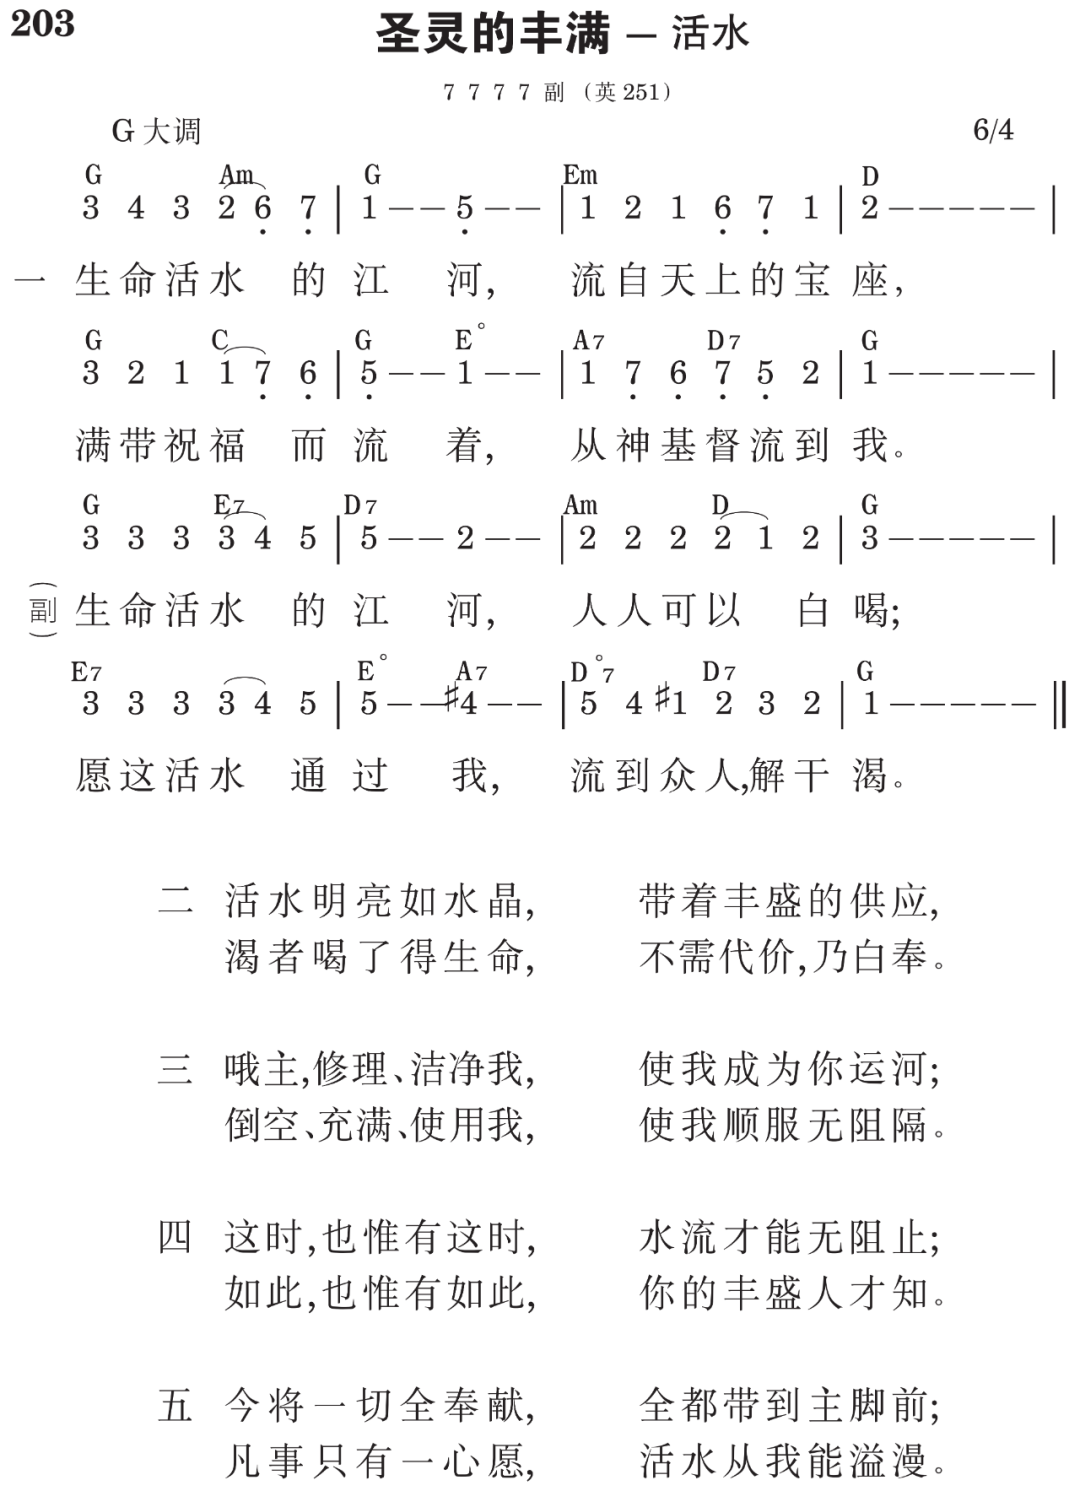 203
圣灵的丰满 — 活水
7 7 7 7 副 (英 251)
G 大调 6/4
G Am G Em D
3 4 3 2 6̣ 7̣ | 1 – – 5̣ – – | 1 2 1 6̣ 7̣ 1 | 2 – – – – – |
一 生命活水 的 江 河, 流自天上的宝 座,
G C G E° A7 D7 G
3 2 1 1 7̣ 6̣ | 5̣ – – 1 – – | 1 7̣ 6̣ 7̣ 5̣ 2 | 1 – – – – – |
满带祝福 而 流 着, 从神基督流到 我。
G E7 D7 Am D G
3 3 3 3 4 5 | 5 – – 2 – – | 2 2 2 2 1 2 | 3 – – – – – |
(副) 生命活水 的 江 河, 人人可以 白 喝;
E7 E° A7 D°7 D7 G
3 3 3 3 4 5 | 5 – – ♯4 – – | 5 4 ♯1 2 3 2 | 1 – – – – – ‖
愿这活水 通 过 我, 流到众人,解干 渴。
二 活水明亮如水晶, 带着丰盛的供应,
渴者喝了得生命, 不需代价,乃白奉。
三 哦主,修理、洁净我, 使我成为你运河;
倒空、充满、使用我, 使我顺服无阻隔。
四 这时,也惟有这时, 水流才能无阻止;
如此,也惟有如此, 你的丰盛人才知。
五 今将一切全奉献, 全都带到主脚前;
凡事只有一心愿, 活水从我能溢漫。